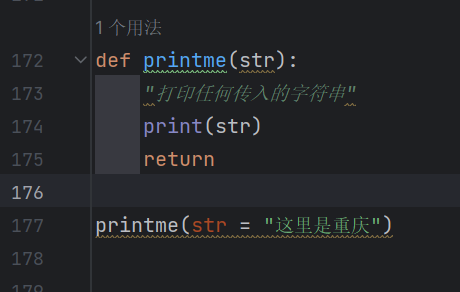 1 个用法
172 def printme(str):
173 "打印任何传入的字符串"
174 print(str)
175 return
176
177 printme(str = "这里是重庆")
178